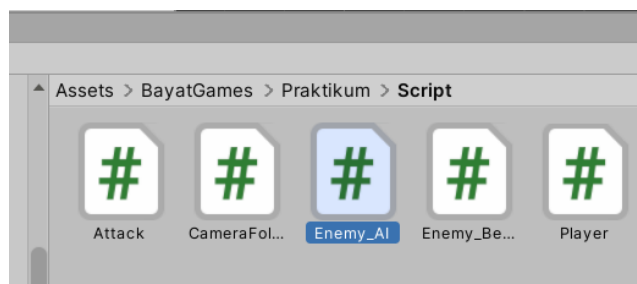 Assets > BayatGames > Praktikum > Script
# # # # #
Attack CameraFol... Enemy_AI Enemy_Be... Player